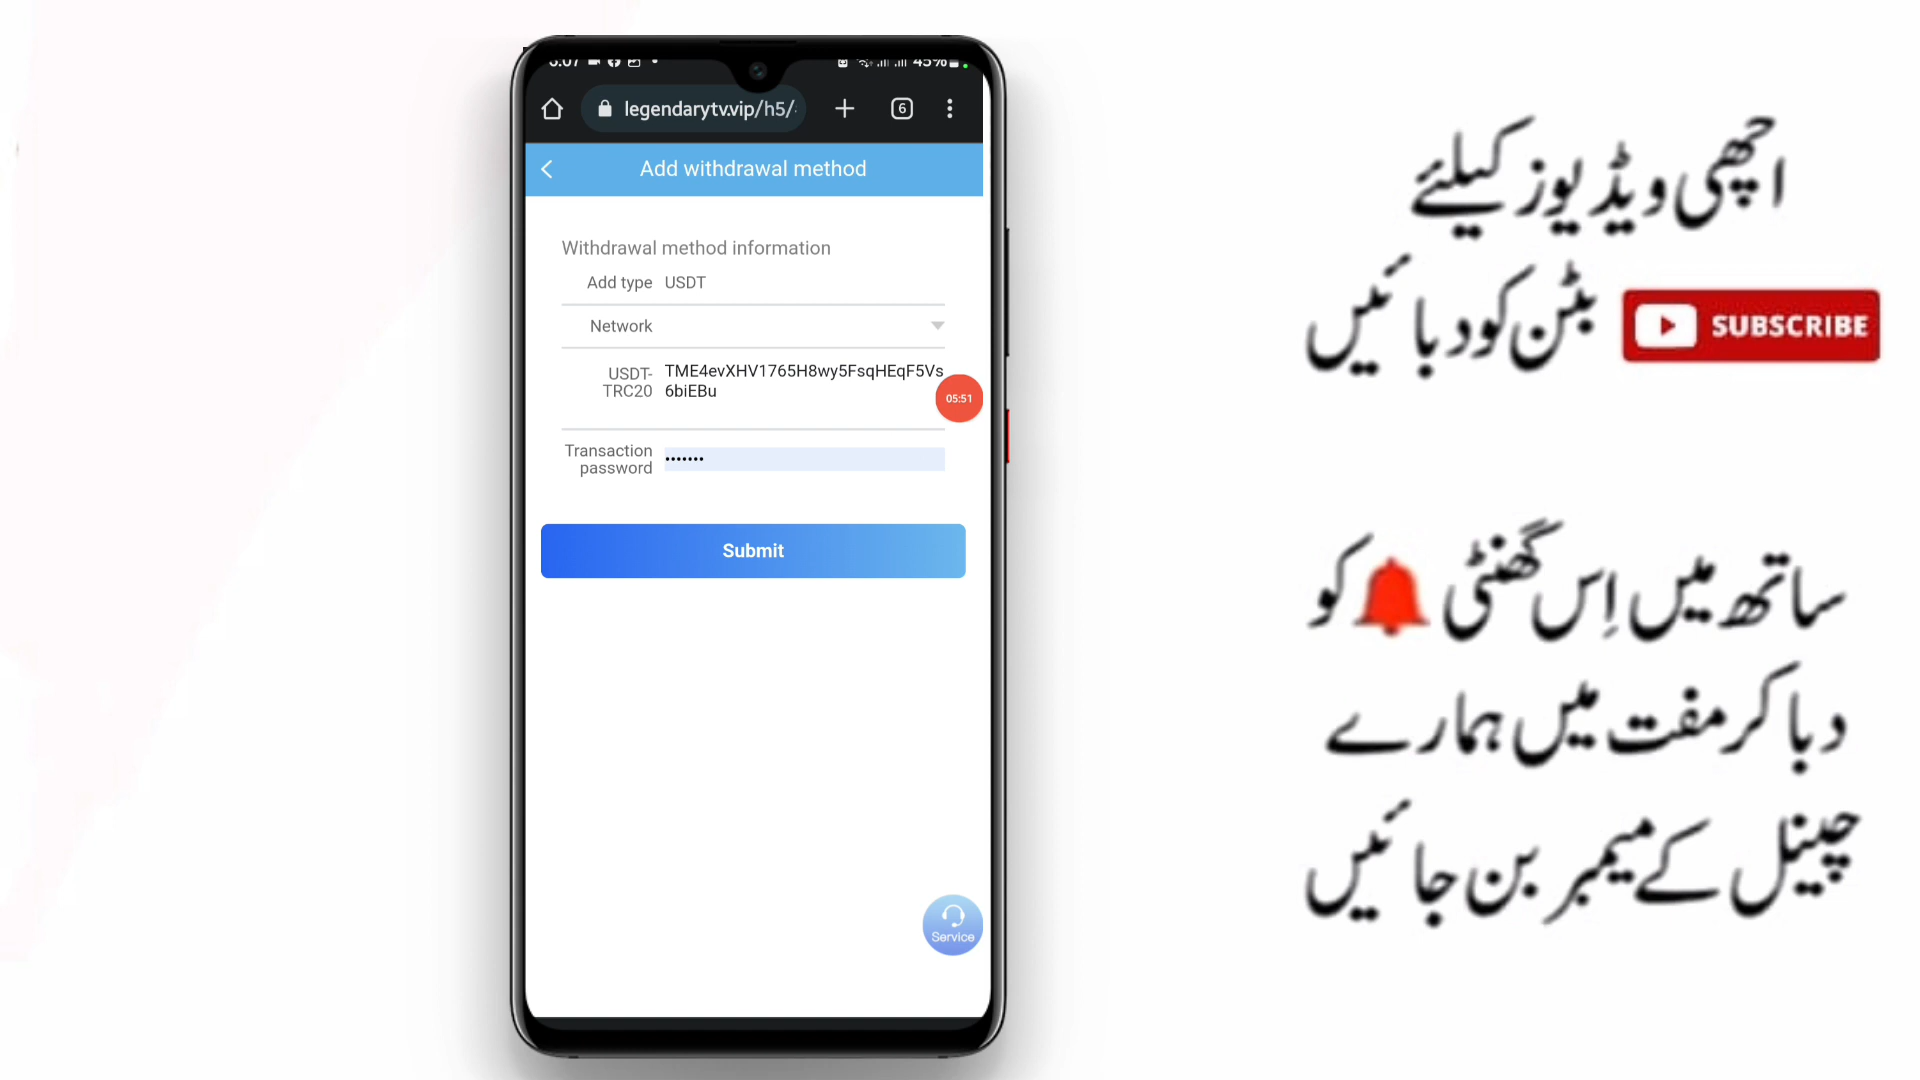 45%
legendarytv.vip/h5/
6
Add withdrawal method
Withdrawal method information
Add type USDT
Network
USDT-TRC20 TME4evXHV1765H8wy5FsqHEqF5Vs6biEBu
05:51
Transaction password •••••••
Submit
Service
اچھی ویڈیوز کیلئے
SUBSCRIBE بٹن کو دبائیں
ساتھ میں اِس گھنٹی کو
دبا کر مفت میں ہمارے
چینل کے میمبر بن جائیں